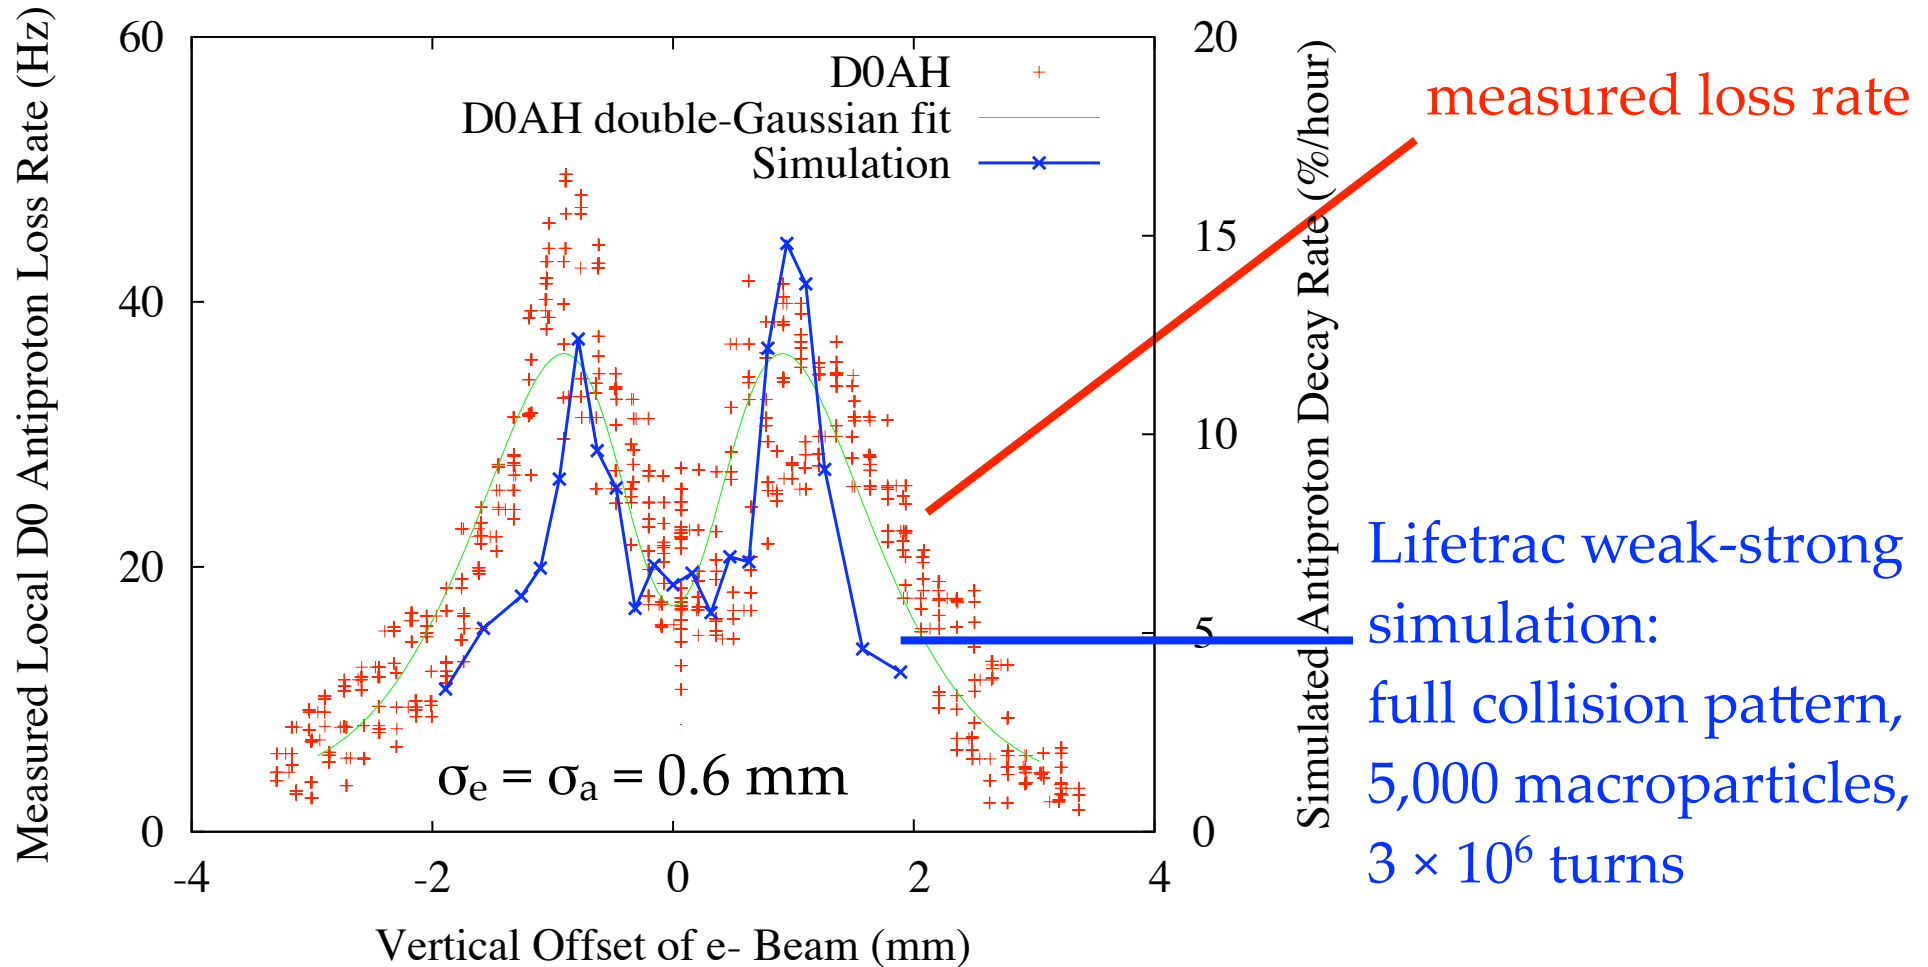 Measured Local D0 Antiproton Loss Rate (Hz)
60
40
20
0
-4
-2
0
2
4
Vertical Offset of e- Beam (mm)
D0AH
D0AH double-Gaussian fit
Simulation
σe = σa = 0.6 mm
20
15
10
5
0
Simulated Antiproton Decay Rate (%/hour)
measured loss rate
Lifetrac weak-strong
simulation:
full collision pattern,
5,000 macroparticles,
3 × 10⁶ turns